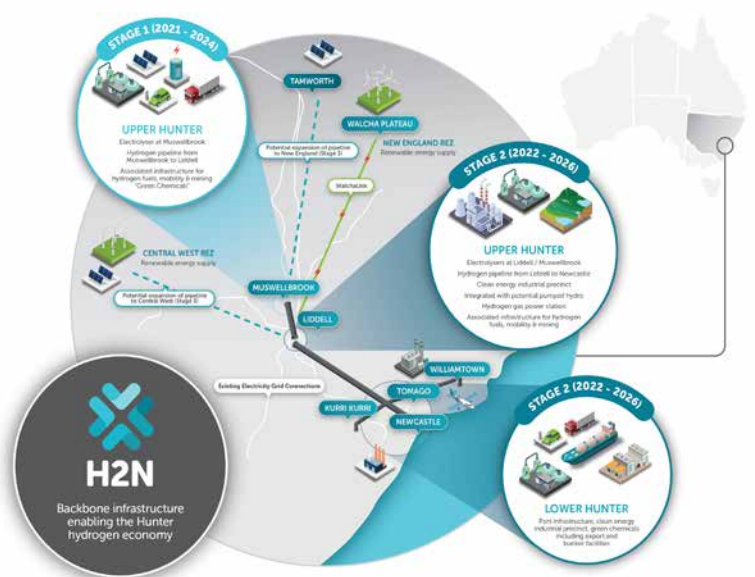 STAGE 1 (2021 - 2024)
UPPER HUNTER
Electrolyser at Muswellbrook
Hydrogen pipeline from
Muswellbrook to Liddell
Associated infrastructure for
hydrogen fuels, mobility & mining
"Green Chemicals"
TAMWORTH
WALCHA PLATEAU
NEW ENGLAND REZ
Renewable energy supply
Potential expansion of pipeline
to New England (Stage 3)
WalchaLink
STAGE 2 (2022 - 2026)
UPPER HUNTER
Electrolysers at Liddell / Muswellbrook
Hydrogen pipeline from Liddell to Newcastle
Clean energy industrial precinct
Integrated with potential pumped hydro
Hydrogen gas power station
Associated infrastructure for hydrogen
fuels, mobility & mining
CENTRAL WEST REZ
Renewable energy supply
Potential expansion of pipeline
to Central West (Stage 3)
MUSWELLBROOK
LIDDELL
WILLIAMTOWN
TOMAGO
Existing Electricity Grid Connections
KURRI KURRI
NEWCASTLE
H2N
Backbone infrastructure
enabling the Hunter
hydrogen economy
STAGE 2 (2022 - 2026)
LOWER HUNTER
Port infrastructure, clean energy
industrial precinct, green chemicals
including export and
bunker facilities